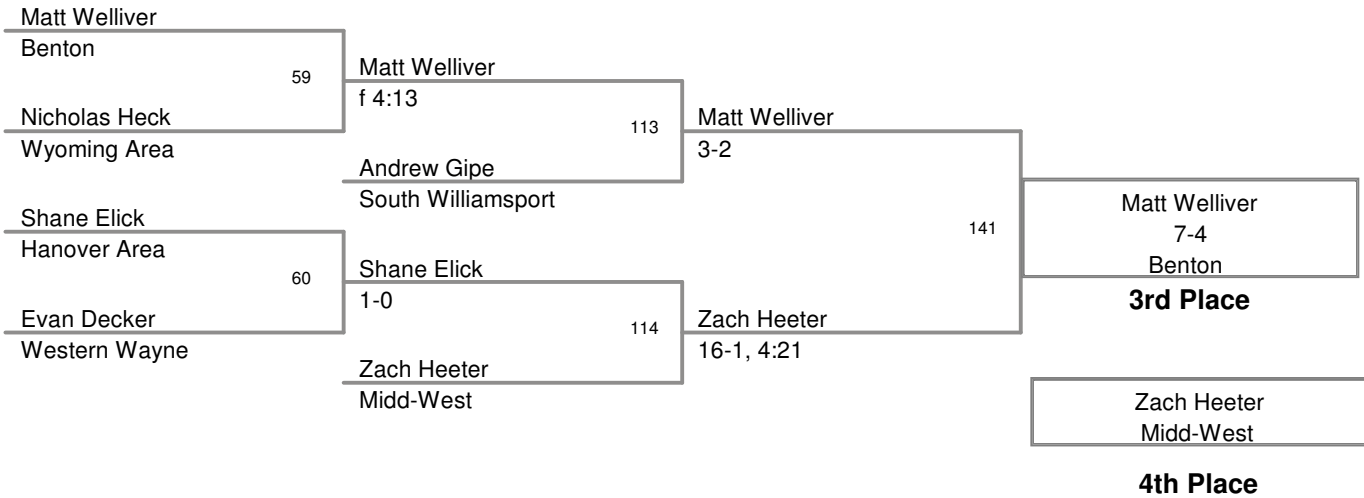 Matt Welliver
Benton
59
Nicholas Heck
Wyoming Area
Shane Elick
Hanover Area
60
Evan Decker
Western Wayne
Matt Welliver
f 4:13
113
Andrew Gipe
South Williamsport
Shane Elick
1-0
114
Zach Heeter
Midd-West
Matt Welliver
3-2
141
Zach Heeter
16-1, 4:21
Matt Welliver
7-4
Benton
3rd Place
Zach Heeter
Midd-West
4th Place